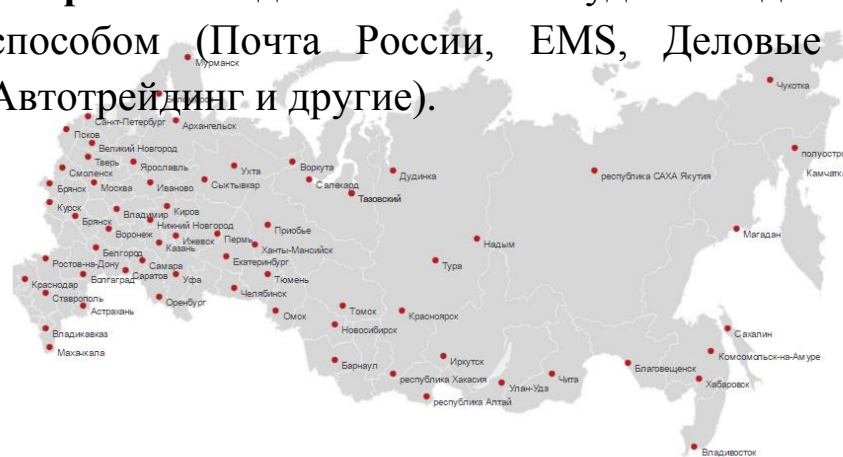 способом (Почта России, EMS, Деловые
Автотрейдинг и другие).
Мурманск
Чукотка
Санкт-Петербург
Архангельск
Псков
Великий Новгород
Тверь
Ярославль
Ухта
Воркута
Дудинка
республика САХА Якутия
полуостро
Камчатка
Смоленск
Сыктывкар
Салекард
Тазовский
Брянск
Москва
Иваново
Курск
Владимир
Киров
Брянск
Нижний Новгород
Приобье
Воронеж
Ижевск
Пермь
Казань
Ханты-Мансийск
Надым
Магадан
Белгород
Екатеринбург
Ростов-на-Дону
Самара
Тура
Волгаград
Саратов
Уфа
Тюмень
Краснодар
Ставрополь
Оренбург
Челябинск
Астрахань
Омск
Томск
Красноярск
Новосибирск
Сахалин
Владикавказ
Махачкала
Комсомольск-на-Амуре
Барнаул
Иркутск
Благовещенск
республика Хакасия
Улан-Удэ
Чита
Хабаровск
республика Алтай
Владивосток